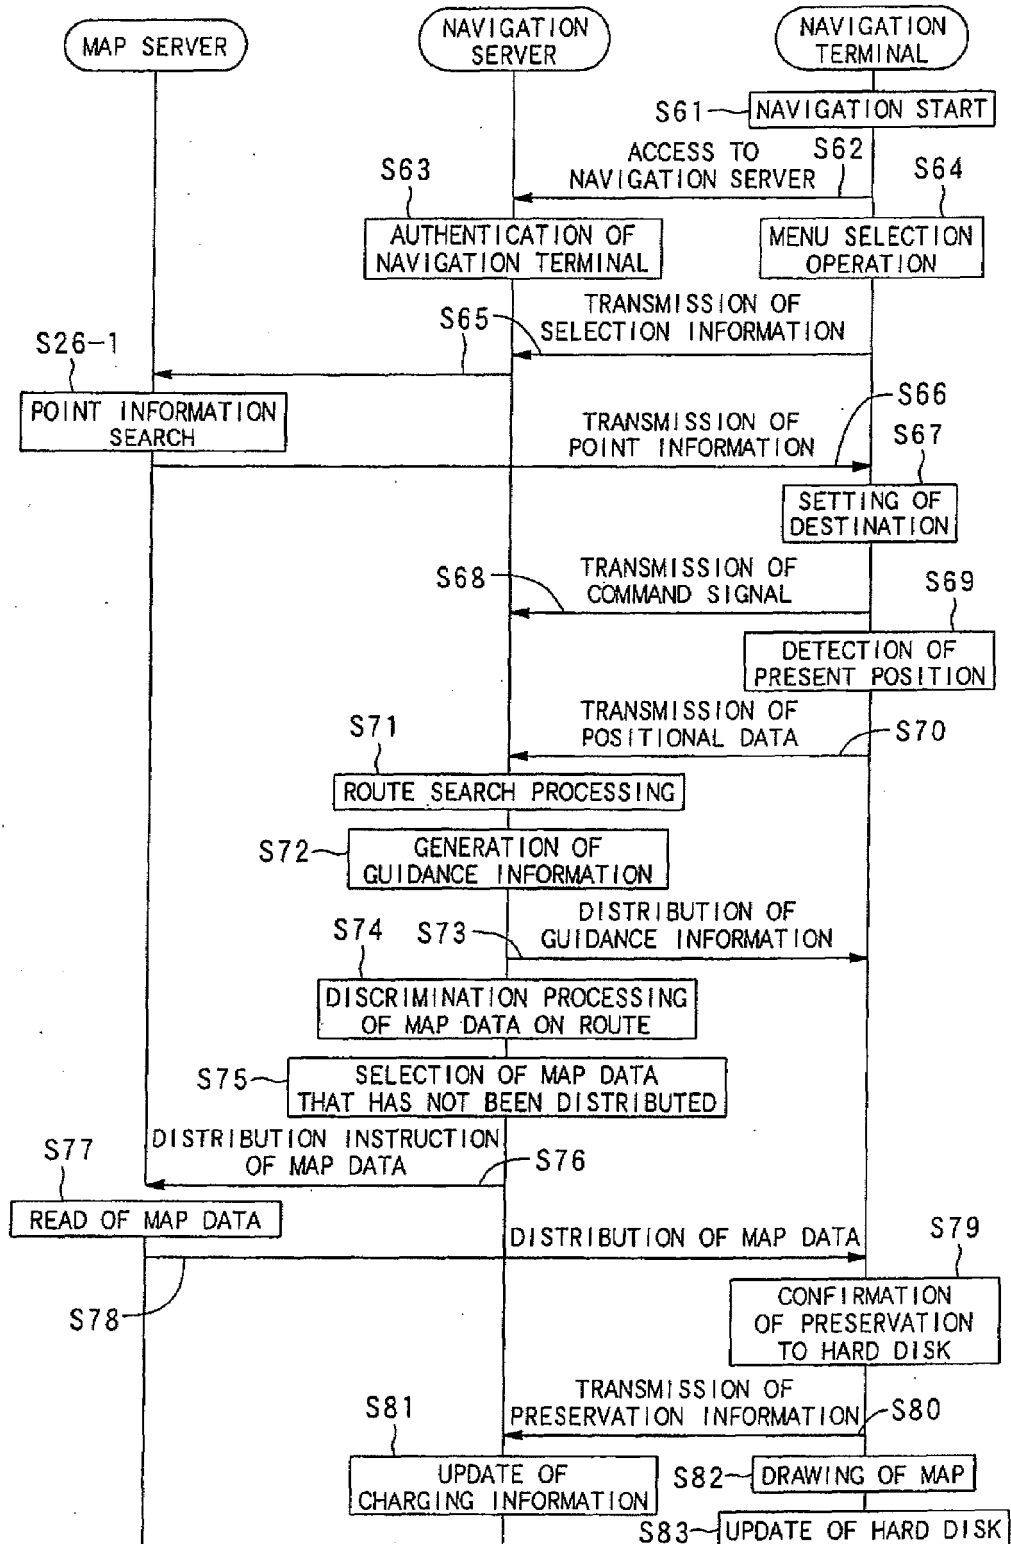 MAP SERVER
NAVIGATION
SERVER
NAVIGATION
TERMINAL
S61
NAVIGATION START
ACCESS TO
NAVIGATION SERVER
S62
S63
S64
AUTHENTICATION OF
NAVIGATION TERMINAL
MENU SELECTION
OPERATION
TRANSMISSION OF
SELECTION INFORMATION
S65
S26-1
POINT INFORMATION
SEARCH
TRANSMISSION OF
POINT INFORMATION
S66
S67
SETTING OF
DESTINATION
S68
TRANSMISSION OF
COMMAND SIGNAL
S69
DETECTION OF
PRESENT POSITION
TRANSMISSION OF
POSITIONAL DATA
S70
S71
ROUTE SEARCH PROCESSING
S72
GENERATION OF
GUIDANCE INFORMATION
S74
S73
DISTRIBUTION OF
GUIDANCE INFORMATION
DISCRIMINATION PROCESSING
OF MAP DATA ON ROUTE
S75
SELECTION OF MAP DATA
THAT HAS NOT BEEN DISTRIBUTED
S77
DISTRIBUTION INSTRUCTION
OF MAP DATA
S76
READ OF MAP DATA
DISTRIBUTION OF MAP DATA
S79
S78
CONFIRMATION
OF PRESERVATION
TO HARD DISK
S81
TRANSMISSION OF
PRESERVATION INFORMATION
S80
UPDATE OF
CHARGING INFORMATION
S82
DRAWING OF MAP
S83
UPDATE OF HARD DISK